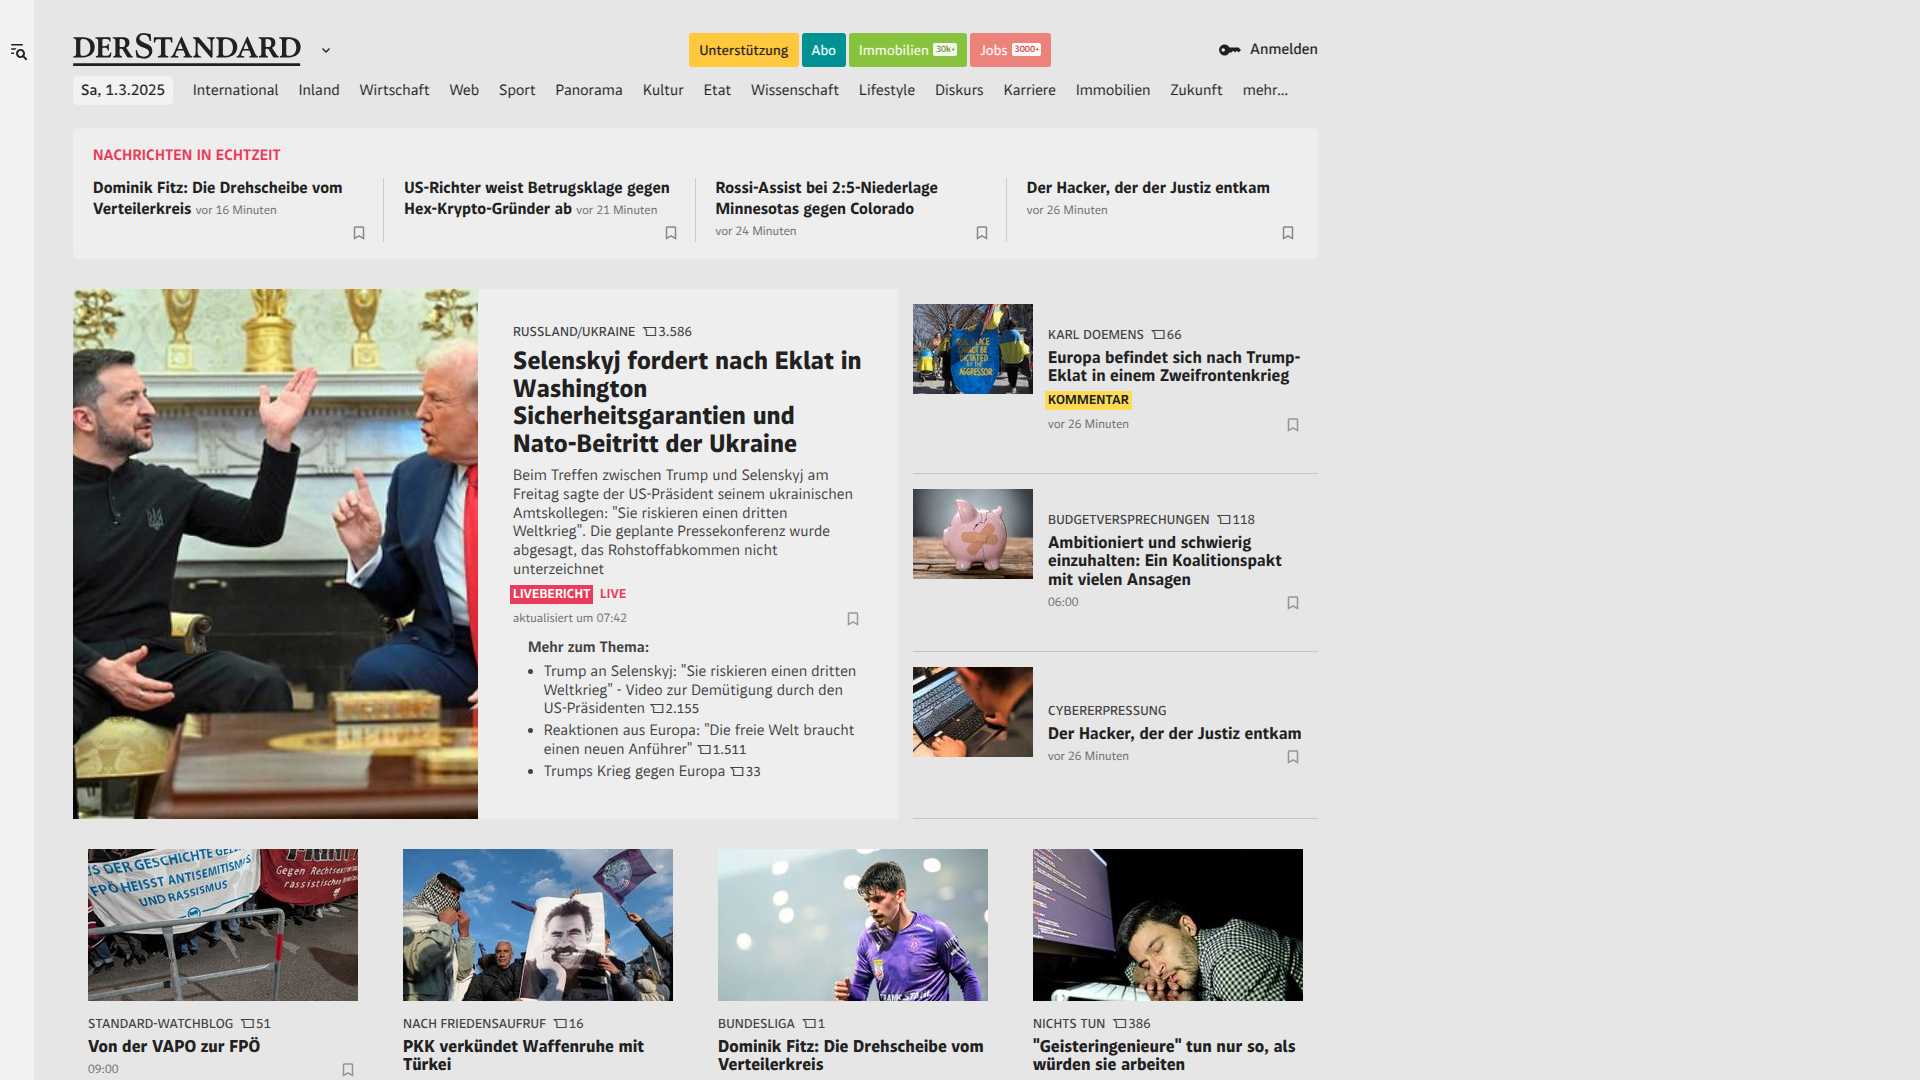 DERSTANDARD
Unterstützung
Abo
Immobilien 30k+
Jobs 3000+
Anmelden
Sa, 1.3.2025
International
Inland
Wirtschaft
Web
Sport
Panorama
Kultur
Etat
Wissenschaft
Lifestyle
Diskurs
Karriere
Immobilien
Zukunft
mehr...
NACHRICHTEN IN ECHTZEIT
Dominik Fitz: Die Drehscheibe vom
Verteilerkreis vor 16 Minuten
US-Richter weist Betrugsklage gegen
Hex-Krypto-Gründer ab vor 21 Minuten
Rossi-Assist bei 2:5-Niederlage
Minnesotas gegen Colorado
vor 24 Minuten
Der Hacker, der der Justiz entkam
vor 26 Minuten
RUSSLAND/UKRAINE 3.586
Selenskyj fordert nach Eklat in
Washington
Sicherheitsgarantien und
Nato-Beitritt der Ukraine
Beim Treffen zwischen Trump und Selenskyj am
Freitag sagte der US-Präsident seinem ukrainischen
Amtskollegen: "Sie riskieren einen dritten
Weltkrieg". Die geplante Pressekonferenz wurde
abgesagt, das Rohstoffabkommen nicht
unterzeichnet
LIVEBERICHT LIVE
aktualisiert um 07:42
Mehr zum Thema:
• Trump an Selenskyj: "Sie riskieren einen dritten
Weltkrieg" - Video zur Demütigung durch den
US-Präsidenten 2.155
• Reaktionen aus Europa: "Die freie Welt braucht
einen neuen Anführer" 1.511
• Trumps Krieg gegen Europa 33
KARL DOEMENS 66
Europa befindet sich nach Trump-
Eklat in einem Zweifrontenkrieg
KOMMENTAR
vor 26 Minuten
AGGRESSOR
BUDGETVERSPRECHUNGEN 118
Ambitioniert und schwierig
einzuhalten: Ein Koalitionspakt
mit vielen Ansagen
06:00
CYBERERPRESSUNG
Der Hacker, der der Justiz entkam
vor 26 Minuten
DER GESCHICHTE
FPÖ HEISST ANTISEMITISMUS
UND RASSISMUS
Gegen
STANDARD-WATCHBLOG 51
Von der VAPO zur FPÖ
09:00
NACH FRIEDENSAUFRUF 16
PKK verkündet Waffenruhe mit
Türkei
BUNDESLIGA 1
Dominik Fitz: Die Drehscheibe vom
Verteilerkreis
NICHTS TUN 386
"Geisteringenieure" tun nur so, als
würden sie arbeiten